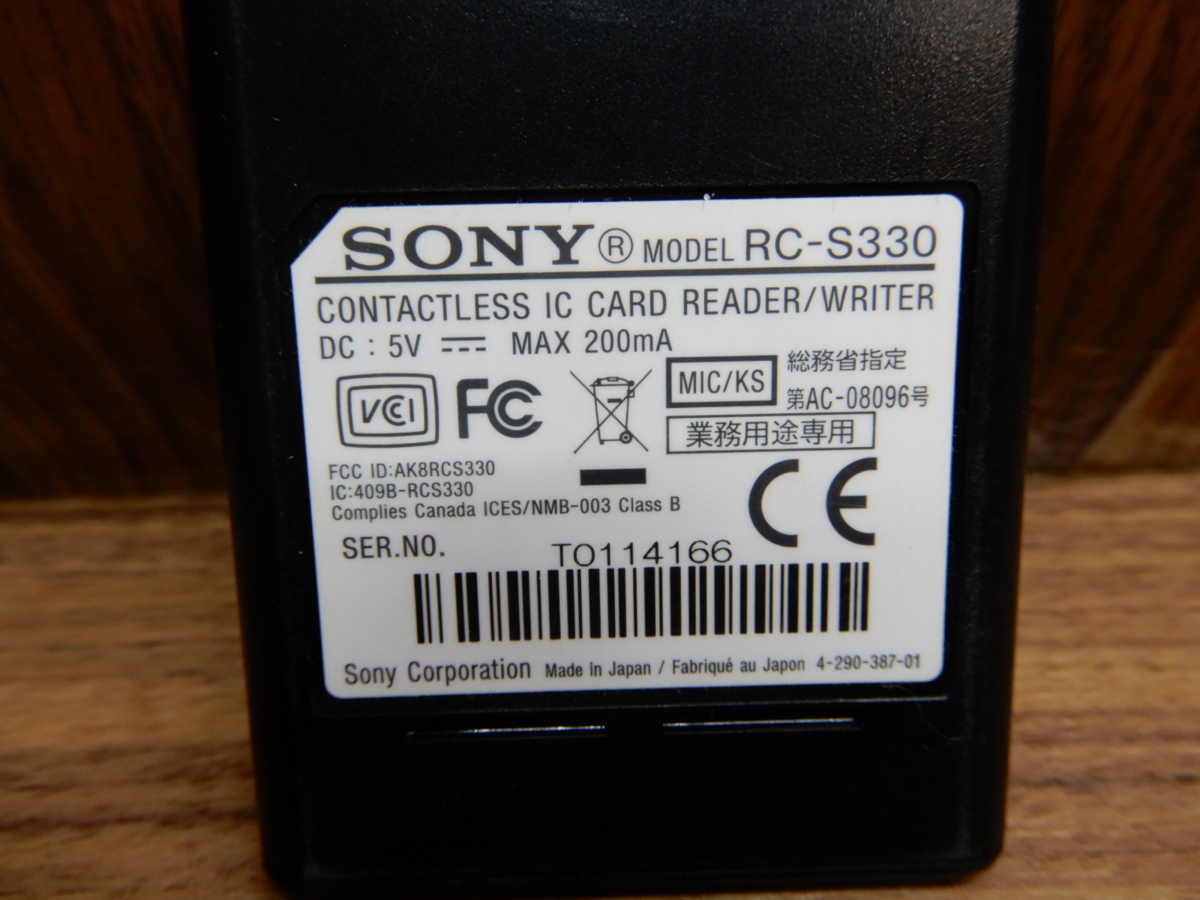 SONY® MODEL RC-S330
CONTACTLESS IC CARD READER/WRITER
DC : 5V ⎓ MAX 200mA
VCCI FC
MIC/KS
総務省指定
第AC-08096号
業務用途専用
FCC ID:AK8RCS330
IC:409B-RCS330
Complies Canada ICES/NMB-003 Class B
CE
SER.NO. T0114166
Sony Corporation Made in Japan / Fabriqué au Japon 4-290-387-01